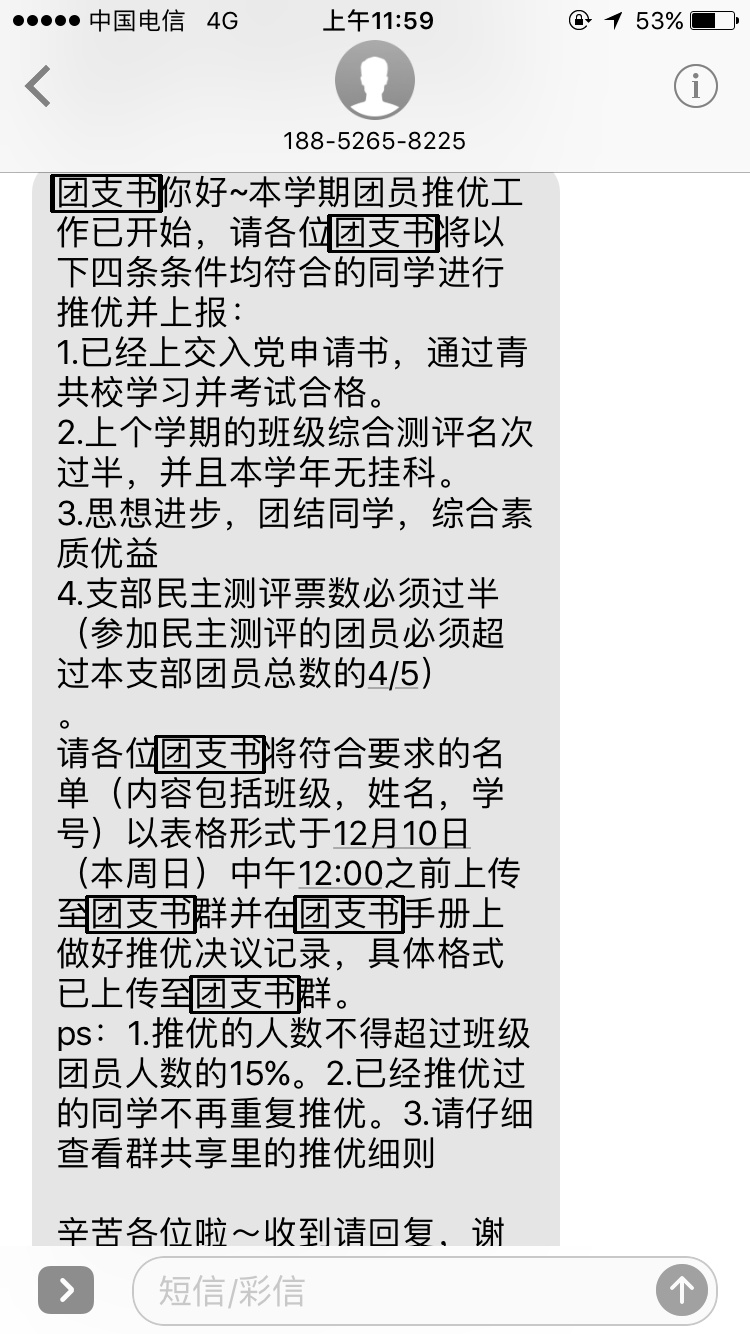 中国电信 4G 上午11:59 53%
188-5265-8225
团支书你好~本学期团员推优工
作已开始，请各位团支书将以
下四条条件均符合的同学进行
推优并上报：
1.已经上交入党申请书，通过青
共校学习并考试合格。
2.上个学期的班级综合测评名次
过半，并且本学年无挂科。
3.思想进步，团结同学，综合素
质优益
4.支部民主测评票数必须过半
（参加民主测评的团员必须超
过本支部团员总数的4/5）
。
请各位团支书将符合要求的名
单（内容包括班级，姓名，学
号）以表格形式于12月10日
（本周日）中午12:00之前上传
至团支书群并在团支书手册上
做好推优决议记录，具体格式
已上传至团支书群。
ps：1.推优的人数不得超过班级
团员人数的15%。2.已经推优过
的同学不再重复推优。3.请仔细
查看群共享里的推优细则
辛苦各位啦～收到请回复，谢
短信/彩信